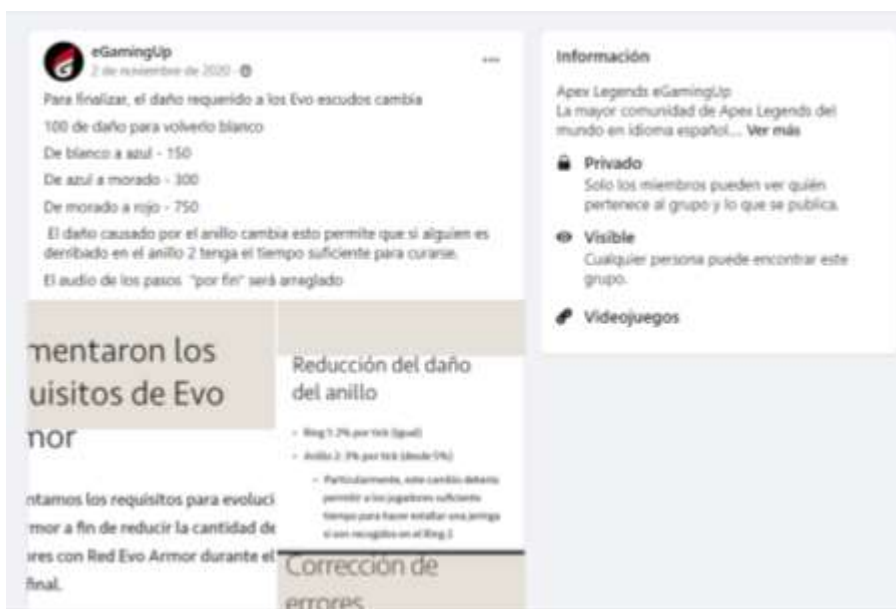 eGamingUp
2 de noviembre de 2020
Para finalizar, el daño requerido a los Evo escudos cambia
100 de daño para volverlo blanco
De blanco a azul - 150
De azul a morado - 300
De morado a rojo - 750
El daño causado por el anillo cambia esto permite que si alguien es
derribado en el anillo 2 tenga el tiempo suficiente para curarse.
El audio de los pasos "por fin" será arreglado
mentaron los
uisitos de Evo
mor
ntamos los requisitos para evoluci
rmor a fin de reducir la cantidad de
ores con Red Evo Armor durante el
final.
Reducción del daño
del anillo
- Ring 1: 2% por tick (igual)
- Anillo 2: 3% por tick (desde 5%)
- Particularmente, este cambio debería
permitir a los jugadores suficiente
tiempo para hacer estallar una jeringa
si son recogidos en el Ring 2
Corrección de
errores
Información
Apex Legends eGamingUp
La mayor comunidad de Apex Legends del
mundo en idioma español... Ver más
Privado
Solo los miembros pueden ver quién
pertenece al grupo y lo que se publica.
Visible
Cualquier persona puede encontrar este
grupo.
Videojuegos